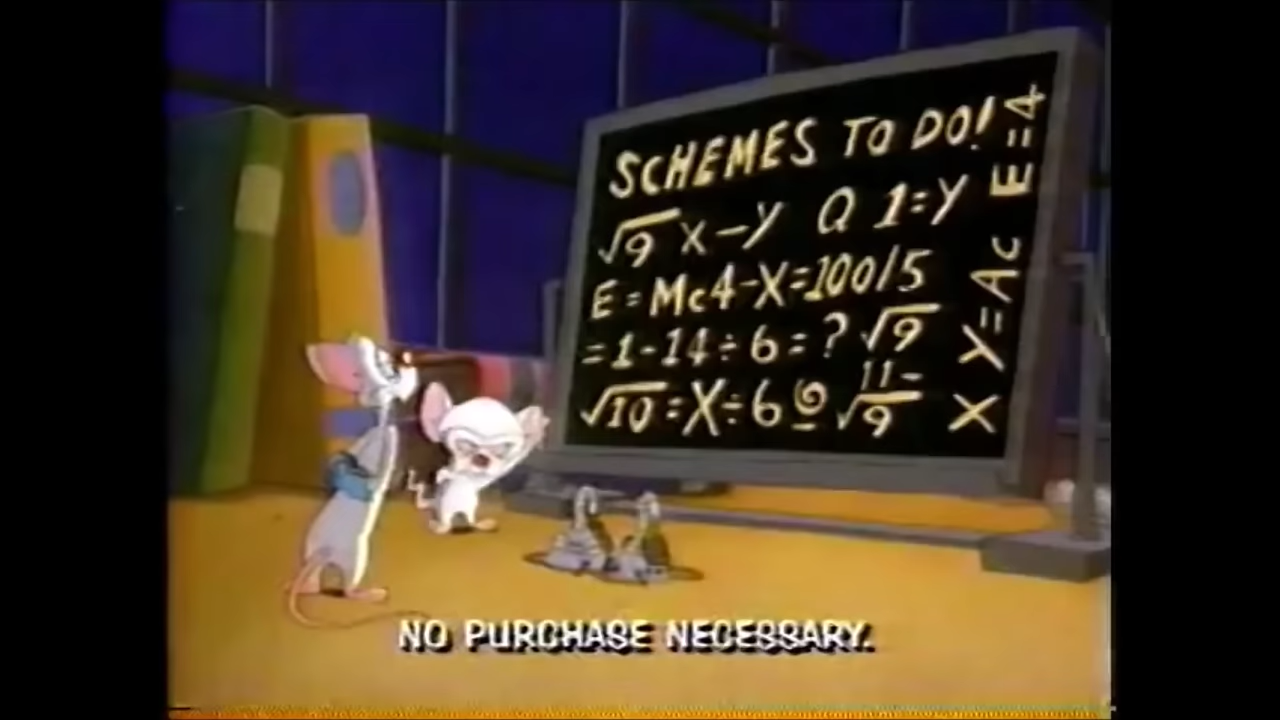 SCHEMES TO DO!
√9 X-Y Q 1=Y
E=Mc4-X=100/5
=1-14÷6=? √9
√10=X÷6 11-
√9
X Y=Ac E=4
NO PURCHASE NECESSARY.